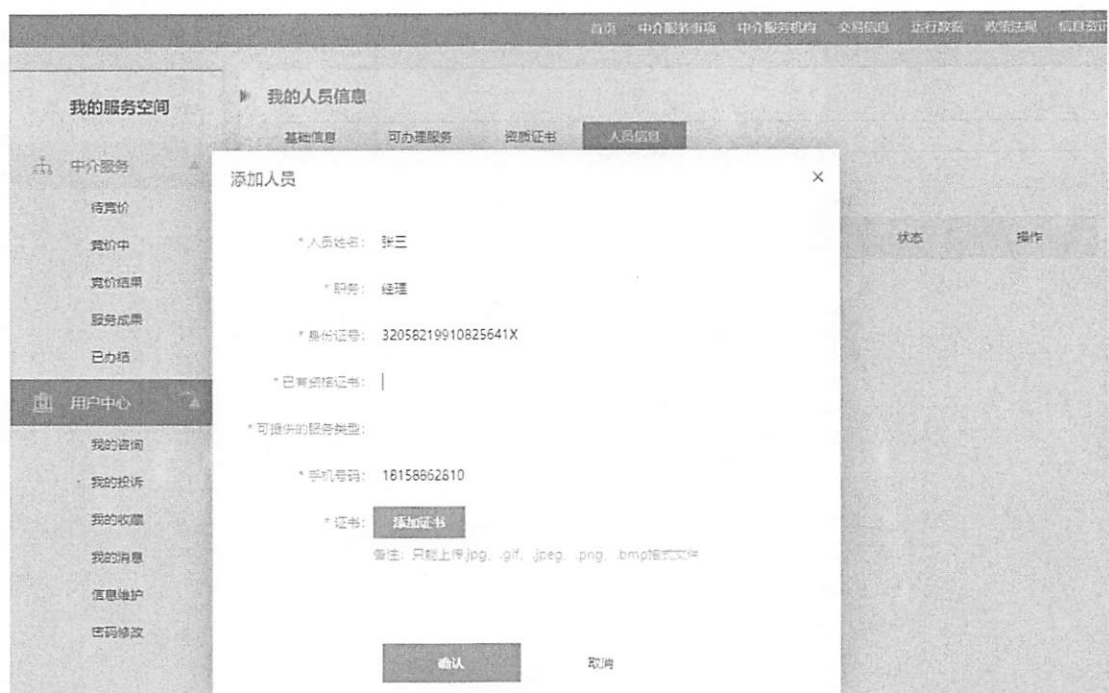 首页 中介服务事项 中介服务机构 交易信息 运行数据 政策法规 信息资讯
我的服务空间
我的人员信息
基础信息 可办理服务 资质证书 人员信息
中介服务
添加人员 ×
待竞价
* 人员姓名： 张三
状态 操作
竞价中
竞价结果
* 职务： 经理
服务成果
* 身份证号： 32058219910825641X
已办结
* 已有资格证书：
用户中心
* 可提供的服务类型：
我的咨询
* 手机号码： 18158862810
我的投诉
我的收藏
* 证书： 添加证书
我的消息
备注：只能上传.jpg，.gif，.jpeg，.png，.bmp格式文件
信息维护
密码修改
确认 取消